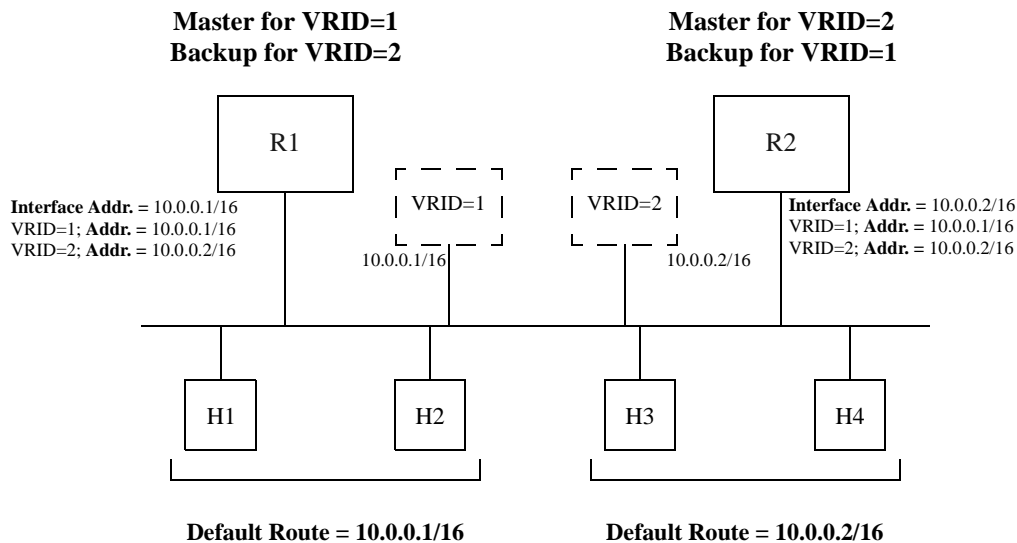 Master for VRID=1
Backup for VRID=2
Master for VRID=2
Backup for VRID=1
R1
R2
VRID=1
VRID=2
Interface Addr. = 10.0.0.1/16
VRID=1; Addr. = 10.0.0.1/16
VRID=2; Addr. = 10.0.0.2/16
10.0.0.1/16
10.0.0.2/16
Interface Addr. = 10.0.0.2/16
VRID=1; Addr. = 10.0.0.1/16
VRID=2; Addr. = 10.0.0.2/16
H1
H2
H3
H4
Default Route = 10.0.0.1/16
Default Route = 10.0.0.2/16